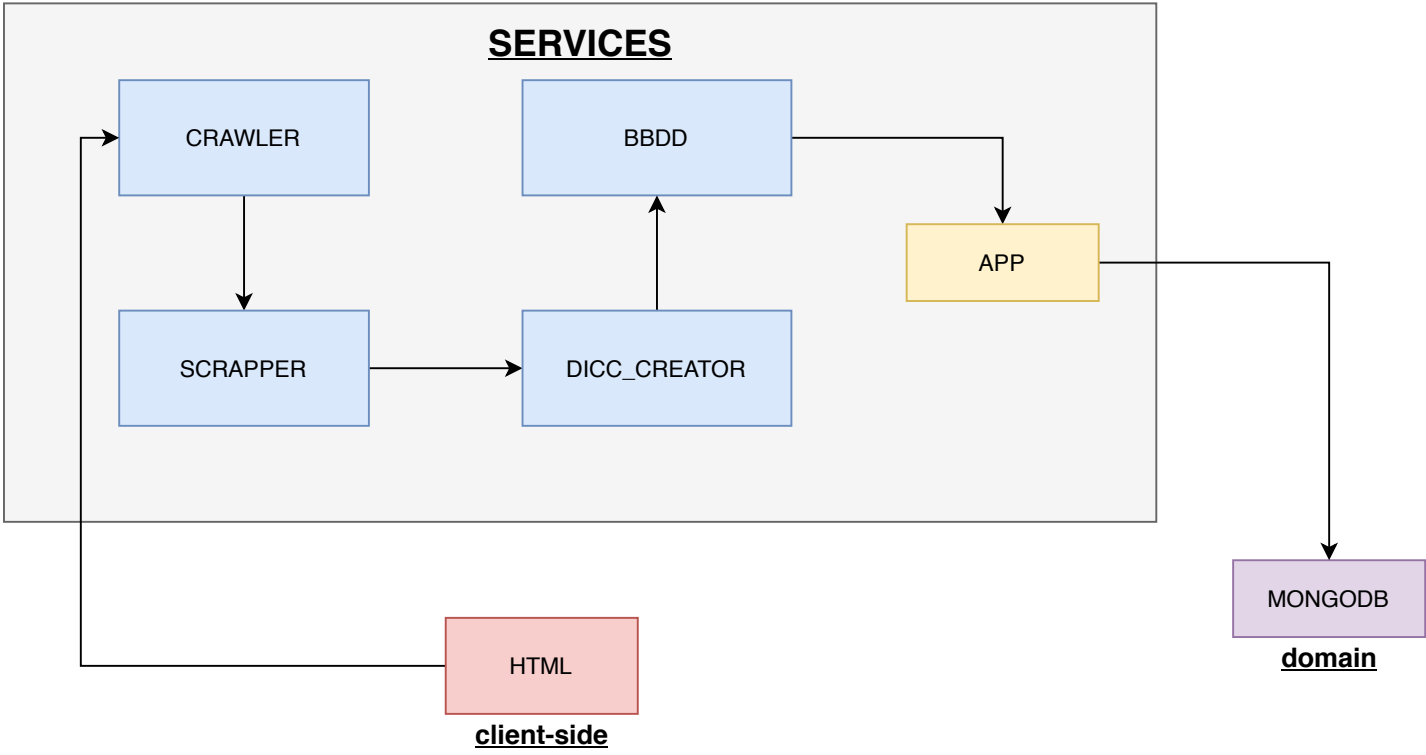 SERVICES
CRAWLER
BBDD
APP
SCRAPPER
DICC_CREATOR
MONGODB
domain
HTML
client-side